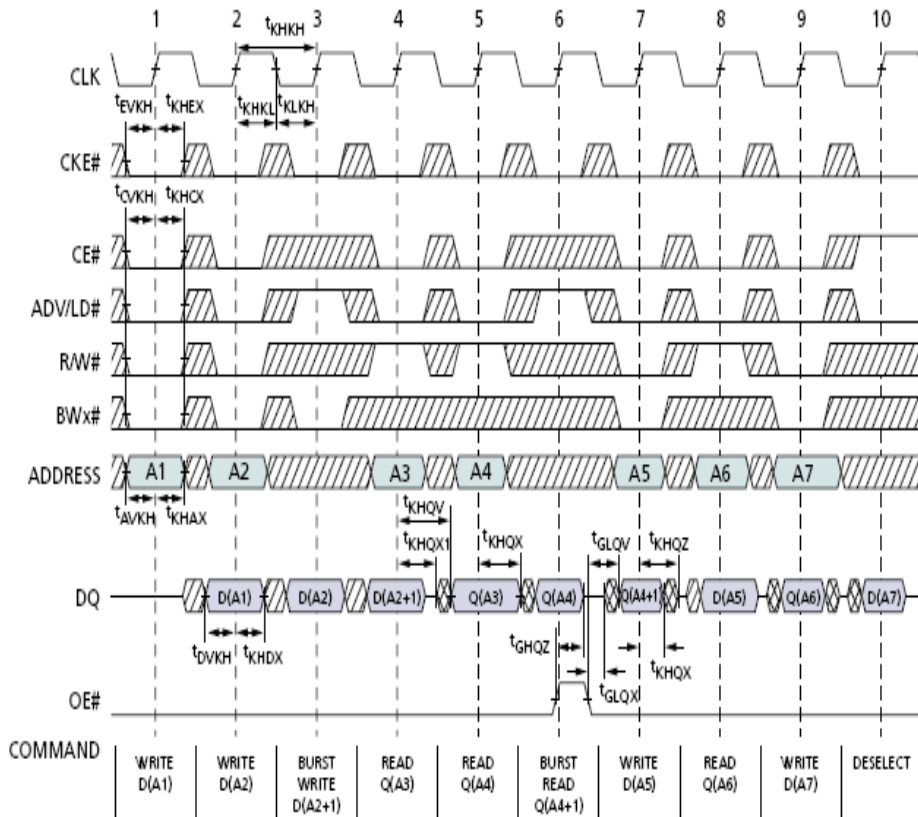 1 2 3 4 5 6 7 8 9 10
tKHKH
CLK
tEVKH tKHEX tKHKL tKLKH
CKE#
tCVKH tKHCX
CE#
ADV/LD#
R/W#
BWx#
ADDRESS A1 A2 A3 A4 A5 A6 A7
tAVKH tKHAX tKHQV
tKHQX1 tKHQX tGLQV tKHQZ
DQ D(A1) D(A2) D(A2+1) Q(A3) Q(A4) Q(A4+1) D(A5) Q(A6) D(A7)
tDVKH tKHDX tGHQZ tKHQX
tGLQX
OE#
COMMAND
WRITE WRITE BURST READ READ BURST WRITE READ WRITE DESELECT
D(A1) D(A2) WRITE Q(A3) Q(A4) READ D(A5) Q(A6) D(A7)
D(A2+1) Q(A4+1)